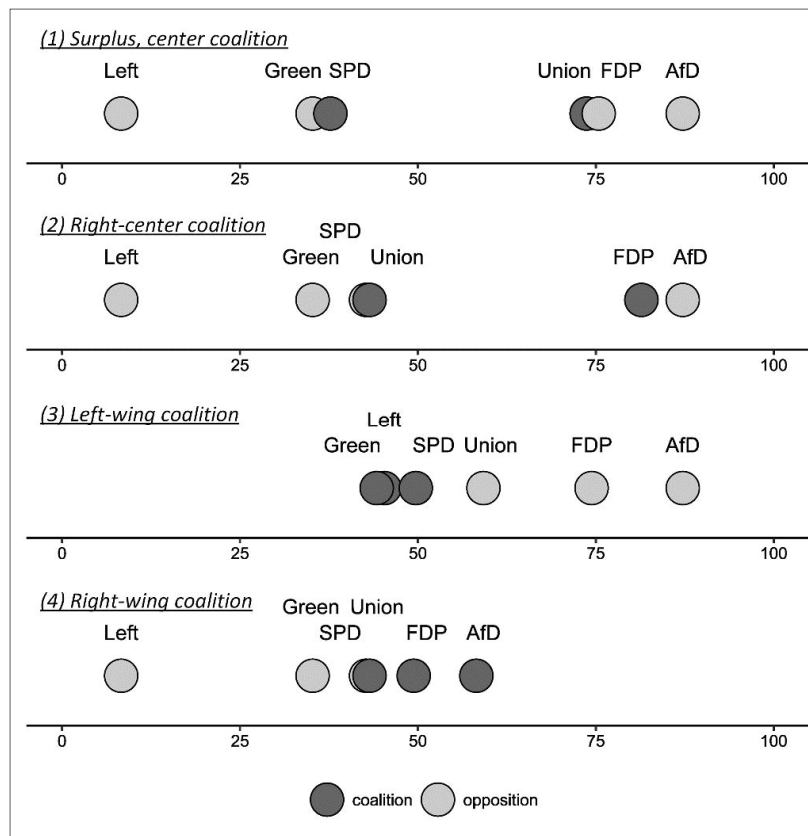 (1) Surplus, center coalition
Left Green SPD Union FDP AfD
0 25 50 75 100
(2) Right-center coalition
SPD
Left Green Union FDP AfD
0 25 50 75 100
(3) Left-wing coalition
Left
Green SPD Union FDP AfD
0 25 50 75 100
(4) Right-wing coalition
Green Union
Left SPD FDP AfD
0 25 50 75 100
coalition opposition